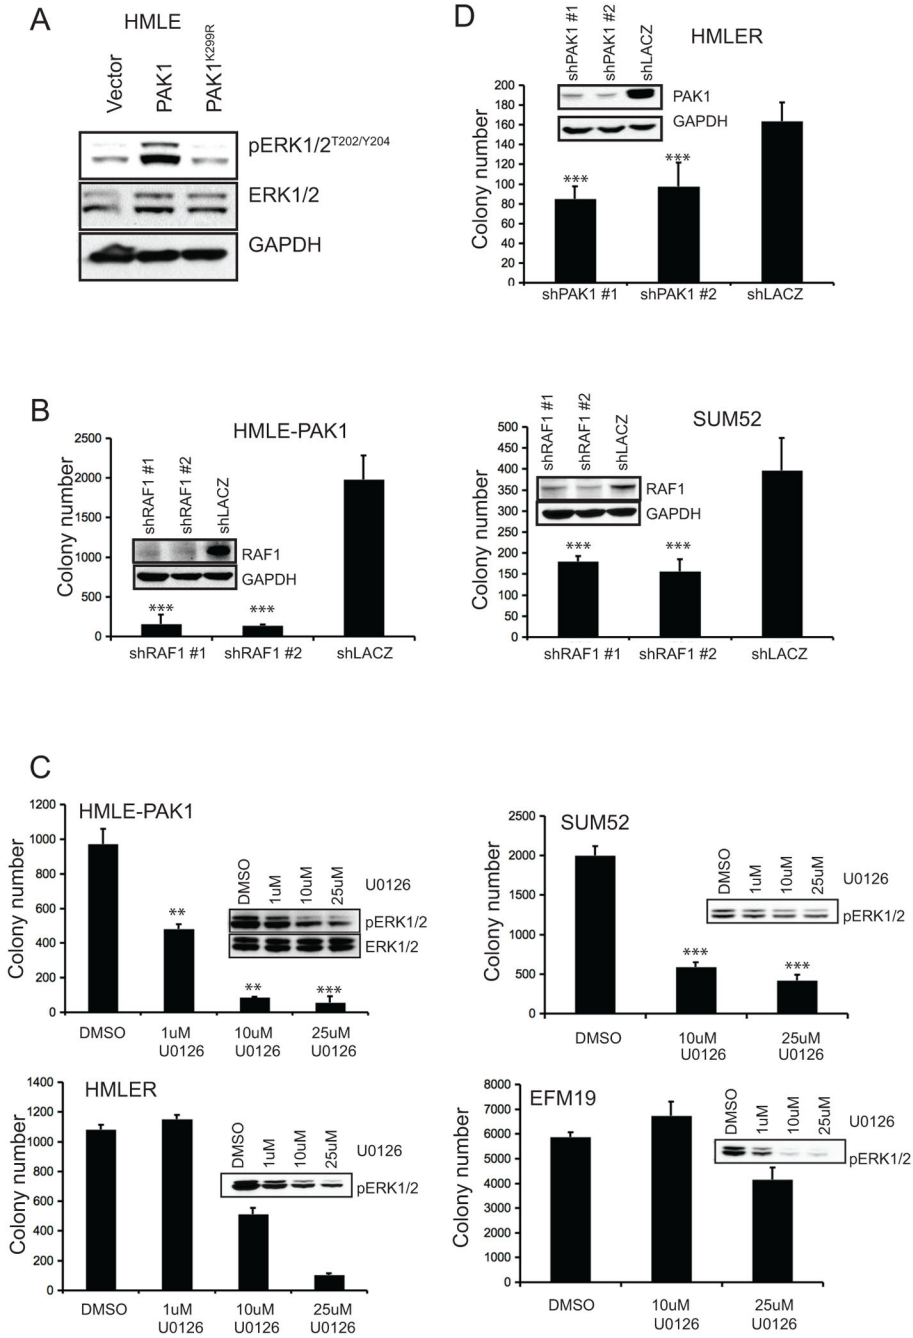 A
HMLE
Vector
PAK1
PAK1K299R
pERK1/2T202/Y204
ERK1/2
GAPDH
D
HMLER
shPAK1 #1
shPAK1 #2
shLACZ
PAK1
GAPDH
Colony number
200
180
160
140
120
100
80
60
40
20
0
***
***
shPAK1 #1 shPAK1 #2 shLACZ
B
HMLE-PAK1
shRAF1 #1
shRAF1 #2
shLACZ
RAF1
GAPDH
Colony number
2500
2000
1500
1000
500
0
***
***
shRAF1 #1 shRAF1 #2 shLACZ
SUM52
shRAF1 #1
shRAF1 #2
shLACZ
RAF1
GAPDH
Colony number
500
450
400
350
300
250
200
150
100
50
0
***
***
shRAF1 #1 shRAF1 #2 shLACZ
C
HMLE-PAK1
Colony number
1200
1000
800
600
400
200
0
DMSO
1uM
10uM
25uM
U0126
pERK1/2
ERK1/2
**
**
***
DMSO 1uM 10uM 25uM
U0126 U0126 U0126
SUM52
Colony number
2500
2000
1500
1000
500
0
DMSO
1uM
10uM
25uM
U0126
pERK1/2
***
***
DMSO 10uM 25uM
U0126 U0126
HMLER
Colony number
1400
1200
1000
800
600
400
200
0
DMSO
1uM
10uM
25uM
U0126
pERK1/2
DMSO 1uM 10uM 25uM
U0126 U0126 U0126
EFM19
Colony number
8000
7000
6000
5000
4000
3000
2000
1000
0
DMSO
1uM
10uM
25uM
U0126
pERK1/2
DMSO 10uM 25uM
U0126 U0126